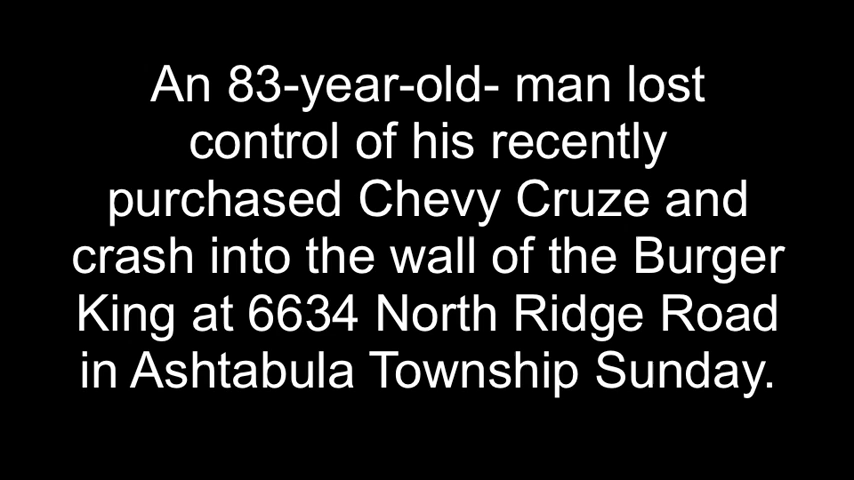 An 83-year-old- man lost
control of his recently
purchased Chevy Cruze and
crash into the wall of the Burger
King at 6634 North Ridge Road
in Ashtabula Township Sunday.